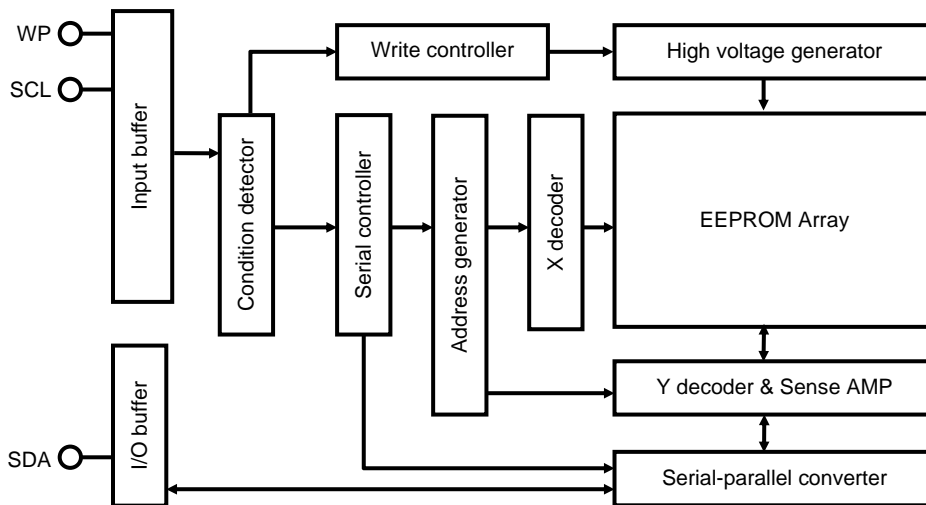 WP
Write controller
High voltage generator
SCL
Input buffer
Condition detector
Serial controller
Address generator
X decoder
EEPROM Array
I/O buffer
Y decoder & Sense AMP
SDA
Serial-parallel converter